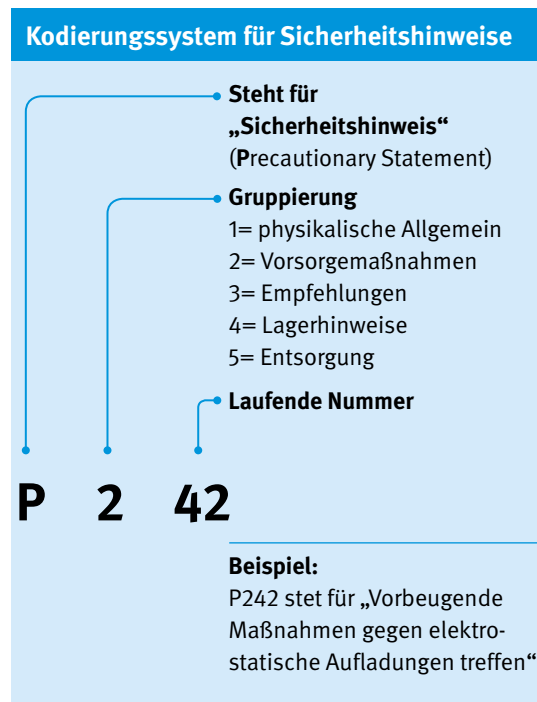 Kodierungssystem für Sicherheitshinweise
Steht für
„Sicherheitshinweis“
(Precautionary Statement)
Gruppierung
1= physikalische Allgemein
2= Vorsorgemaßnahmen
3= Empfehlungen
4= Lagerhinweise
5= Entsorgung
Laufende Nummer
P 2 42
Beispiel:
P242 stet für „Vorbeugende
Maßnahmen gegen elektro-
statische Aufladungen treffen“